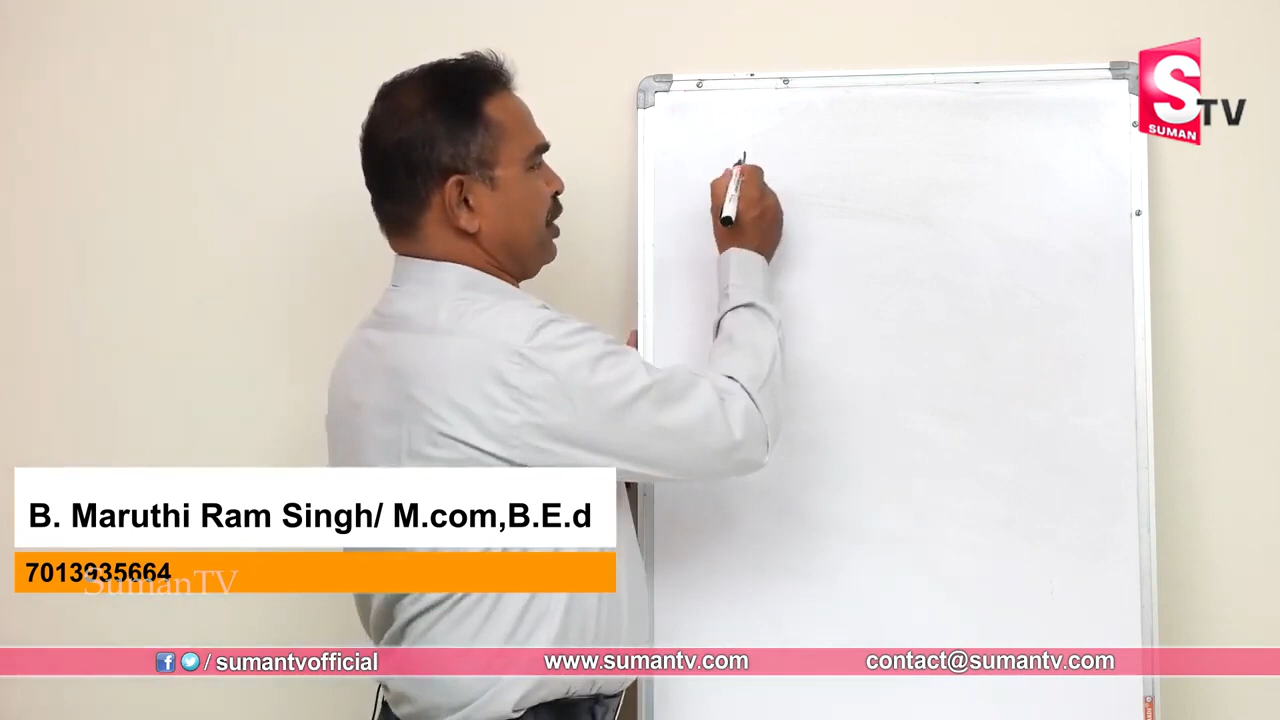 S TV
SUMAN
B. Maruthi Ram Singh/ M.com,B.E.d
7013935664
SumanTV
f / sumantvofficial
www.sumantv.com
contact@sumantv.com